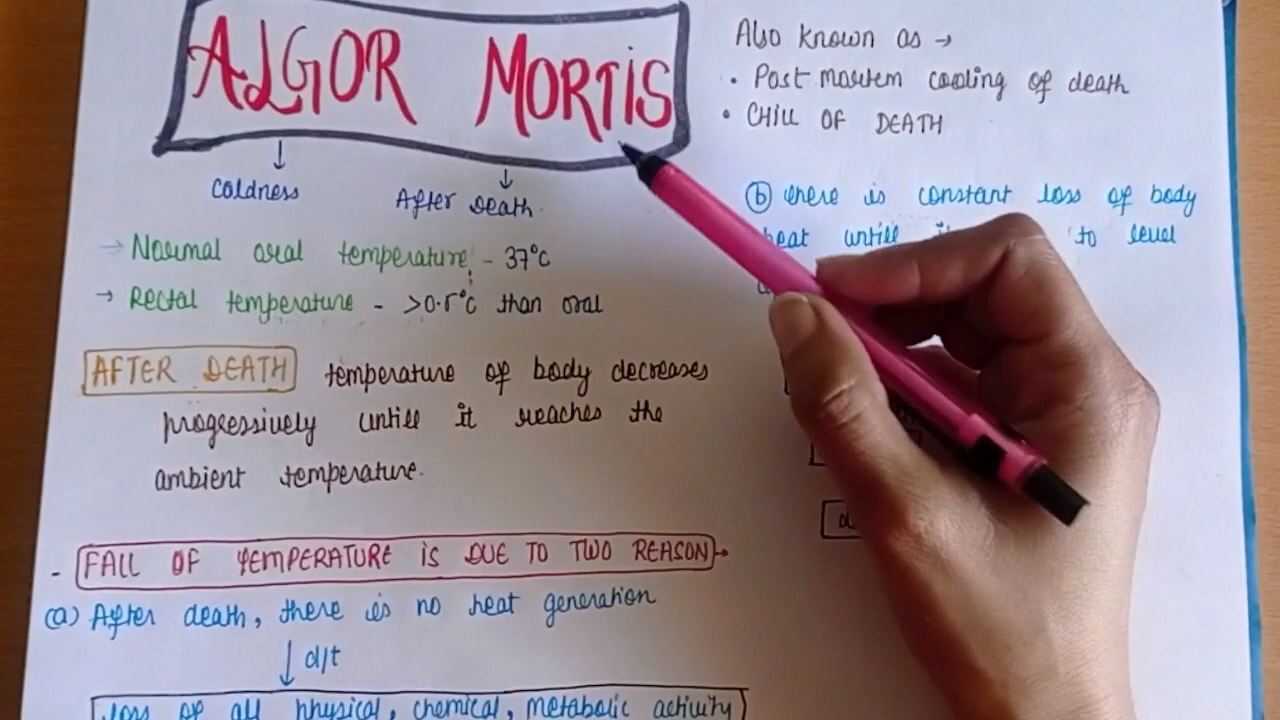 ALGOR MORTIS
Coldness
After Death
→ Normal oral temperature - 37°C
→ Rectal temperature - >0.5°C than oral
AFTER DEATH temperature of body decreases
progressively untill it reaches the
ambient temperature.
- FALL OF TEMPERATURE IS DUE TO TWO REASON→
(a) After death, there is no heat generation
↓ d/t
loss of all physical, chemical, metabolic activity
Also known as →
• Post mortem cooling of death
• CHILL OF DEATH
(b) there is constant loss of body
heat untill it to level